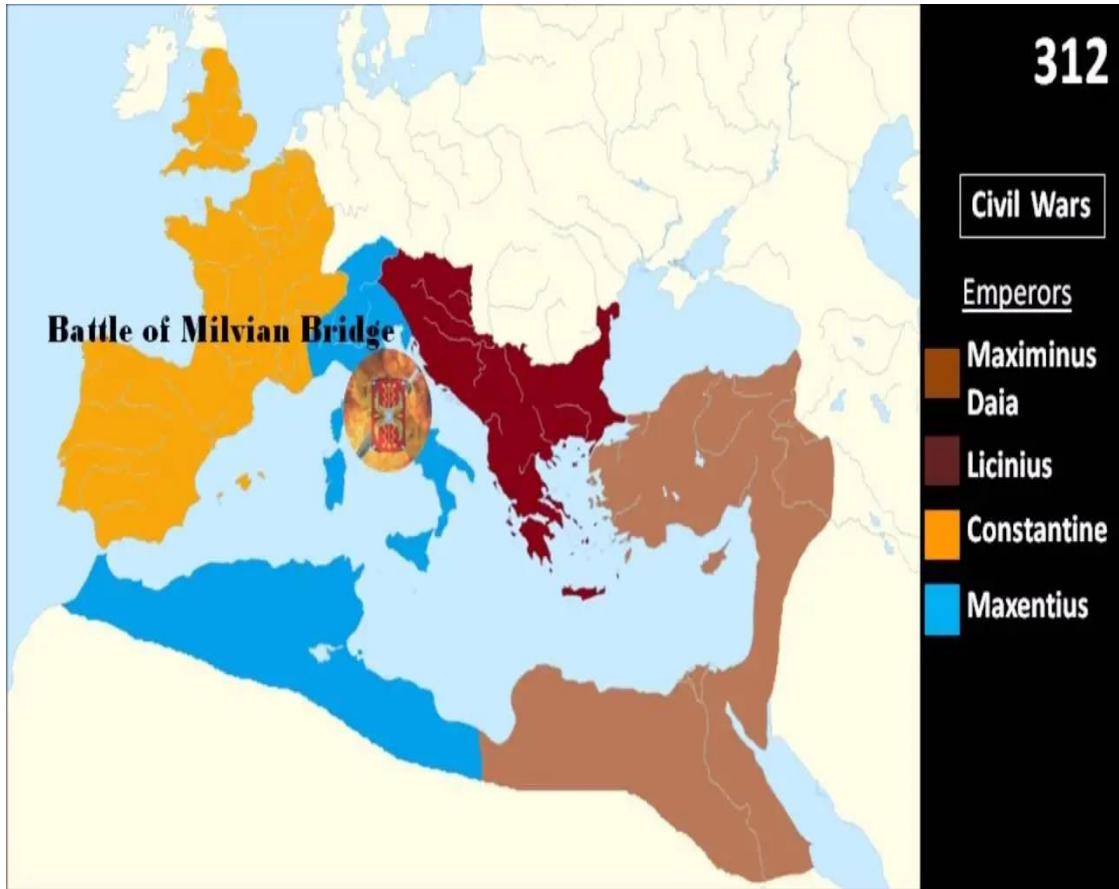 312
Civil Wars
Battle of Milvian Bridge
Emperors
Maximinus
Daia
Licinius
Constantine
Maxentius